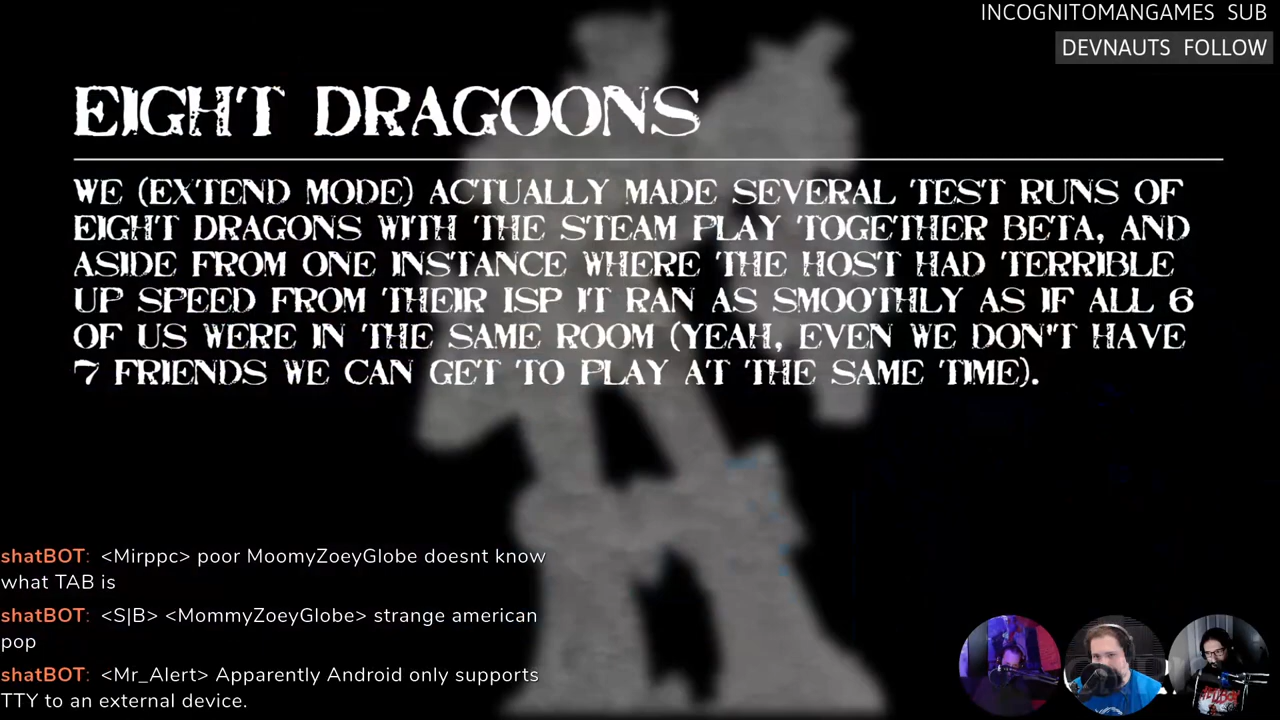 INCOGNITOMANGAMES SUB
DEVNAUTS FOLLOW
EIGHT DRAGOONS
WE (EXTEND MODE) ACTUALLY MADE SEVERAL TEST RUNS OF
EIGHT DRAGONS WITH THE STEAM PLAY TOGETHER BETA, AND
ASIDE FROM ONE INSTANCE WHERE THE HOST HAD TERRIBLE
UP SPEED FROM THEIR ISP IT RAN AS SMOOTHLY AS IF ALL 6
OF US WERE IN THE SAME ROOM (YEAH, EVEN WE DON'T HAVE
7 FRIENDS WE CAN GET TO PLAY AT THE SAME TIME).
shatBOT: <Mirppc> poor MoomyZoeyGlobe doesnt know
what TAB is
shatBOT: <S|B> <MommyZoeyGlobe> strange american
pop
shatBOT: <Mr_Alert> Apparently Android only supports
TTY to an external device.